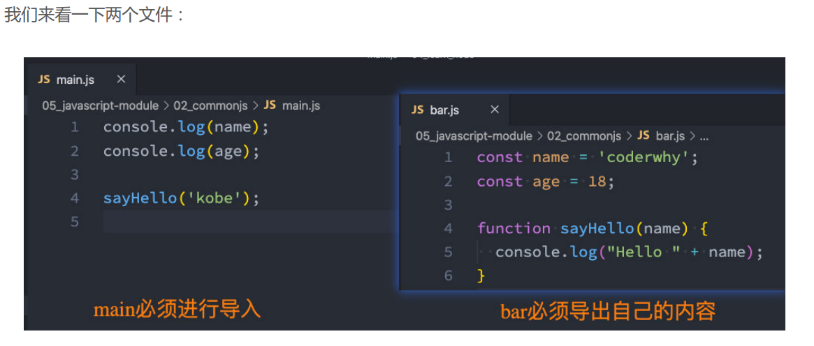 我们来看一下两个文件：
JS main.js ×
05_javascript-module > 02_commonjs > JS main.js
1 console.log(name);
2 console.log(age);
3
4 sayHello('kobe');
5
main必须进行导入
JS bar.js ×
05_javascript-module > 02_commonjs > JS bar.js > ...
1 const name = 'coderwhy';
2 const age = 18;
3
4 function sayHello(name) {
5 console.log("Hello " + name);
6 }
bar必须导出自己的内容